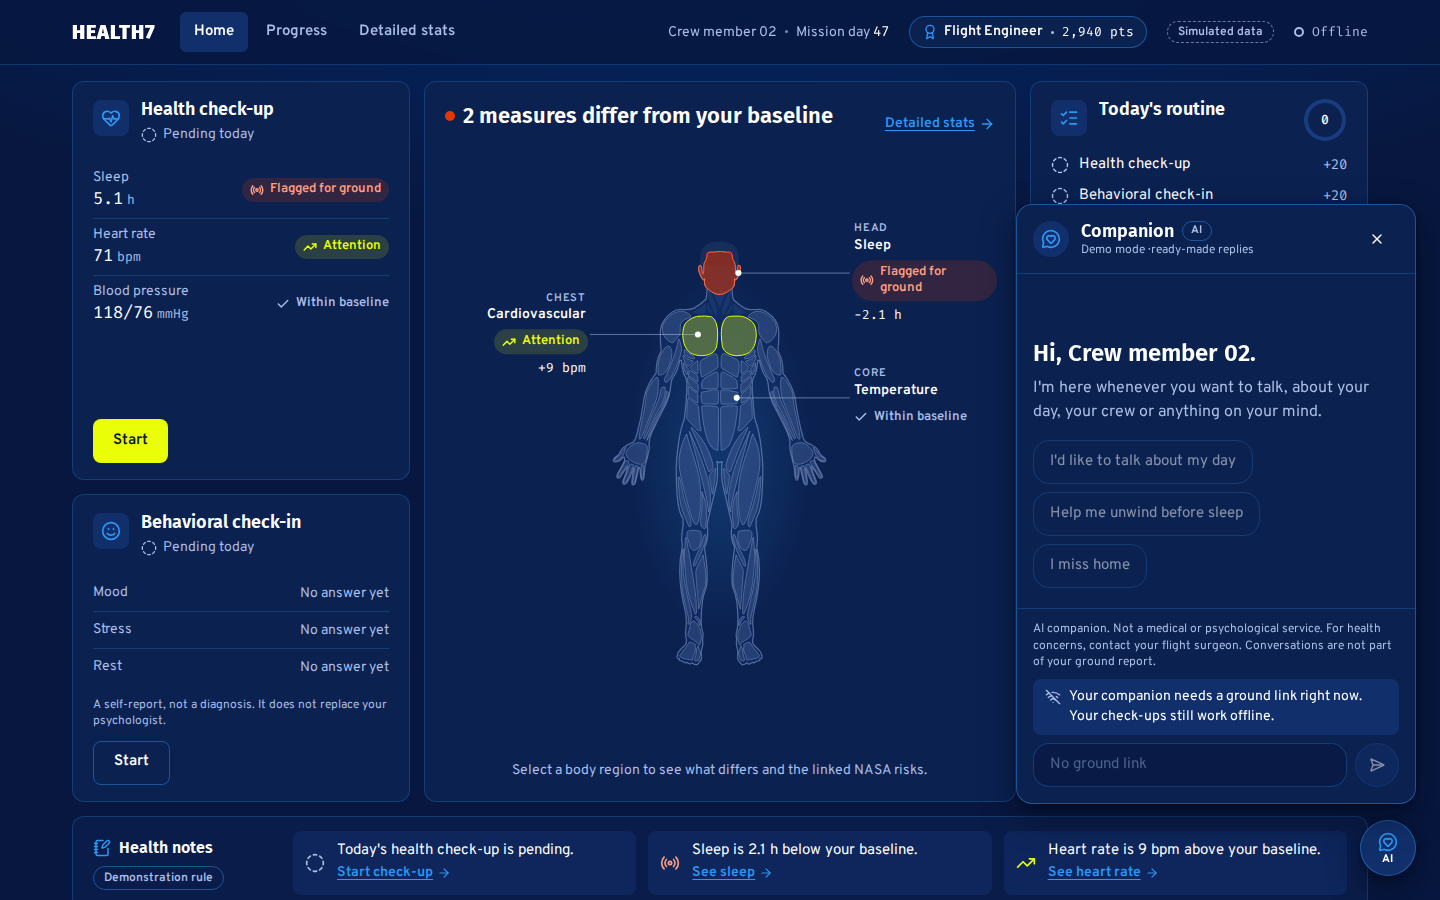 HEALTH7
Home
Progress
Detailed stats
Crew member 02 • Mission day 47
Flight Engineer • 2,940 pts
Simulated data
Offline
Health check-up
Pending today
Sleep
5.1 h
Flagged for ground
Heart rate
71 bpm
Attention
Blood pressure
118/76 mmHg
Within baseline
Start
Behavioral check-in
Pending today
Mood
No answer yet
Stress
No answer yet
Rest
No answer yet
A self-report, not a diagnosis. It does not replace your
psychologist.
Start
2 measures differ from your baseline
Detailed stats
HEAD
Sleep
Flagged for
ground
-2.1 h
CHEST
Cardiovascular
Attention
+9 bpm
CORE
Temperature
Within baseline
Select a body region to see what differs and the linked NASA risks.
Today's routine
0
Health check-up
+20
Behavioral check-in
+20
Companion
AI
Demo mode ·ready-made replies
Hi, Crew member 02.
I'm here whenever you want to talk, about your
day, your crew or anything on your mind.
I'd like to talk about my day
Help me unwind before sleep
I miss home
AI companion. Not a medical or psychological service. For health
concerns, contact your flight surgeon. Conversations are not part
of your ground report.
Your companion needs a ground link right now.
Your check-ups still work offline.
No ground link
Health notes
Demonstration rule
Today's health check-up is pending.
Start check-up
Sleep is 2.1 h below your baseline.
See sleep
Heart rate is 9 bpm above your baseline.
See heart rate
AI